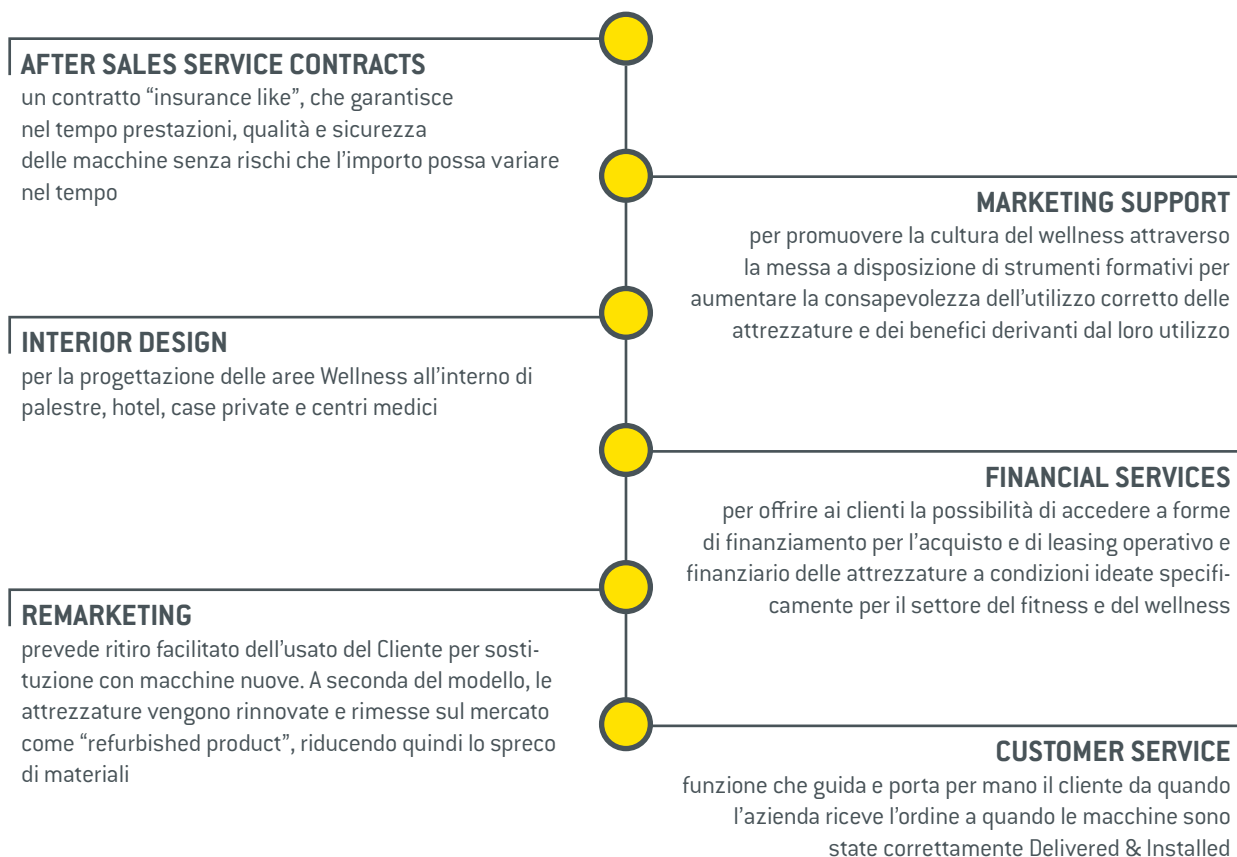 AFTER SALES SERVICE CONTRACTS
un contratto “insurance like”, che garantisce
nel tempo prestazioni, qualità e sicurezza
delle macchine senza rischi che l’importo possa variare
nel tempo
MARKETING SUPPORT
per promuovere la cultura del wellness attraverso
la messa a disposizione di strumenti formativi per
aumentare la consapevolezza dell’utilizzo corretto delle
attrezzature e dei benefici derivanti dal loro utilizzo
INTERIOR DESIGN
per la progettazione delle aree Wellness all’interno di
palestre, hotel, case private e centri medici
FINANCIAL SERVICES
per offrire ai clienti la possibilità di accedere a forme
di finanziamento per l’acquisto e di leasing operativo e
finanziario delle attrezzature a condizioni ideate specifi-
camente per il settore del fitness e del wellness
REMARKETING
prevede ritiro facilitato dell’usato del Cliente per sosti-
tuzione con macchine nuove. A seconda del modello, le
attrezzature vengono rinnovate e rimesse sul mercato
come “refurbished product”, riducendo quindi lo spreco
di materiali
CUSTOMER SERVICE
funzione che guida e porta per mano il cliente da quando
l’azienda riceve l’ordine a quando le macchine sono
state correttamente Delivered & Installed